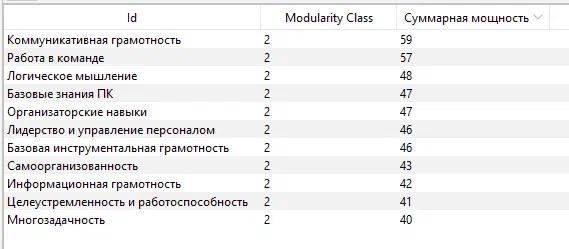 Id Modularity Class Суммарная мощность
Коммуникативная грамотность 2 59
Работа в команде 2 57
Логическое мышление 2 48
Базовые знания ПК 2 47
Организаторские навыки 2 47
Лидерство и управление персоналом 2 46
Базовая инструментальная грамотность 2 46
Самоорганизованность 2 43
Информационная грамотность 2 42
Целеустремленность и работоспособность 2 41
Многозадачность 2 40